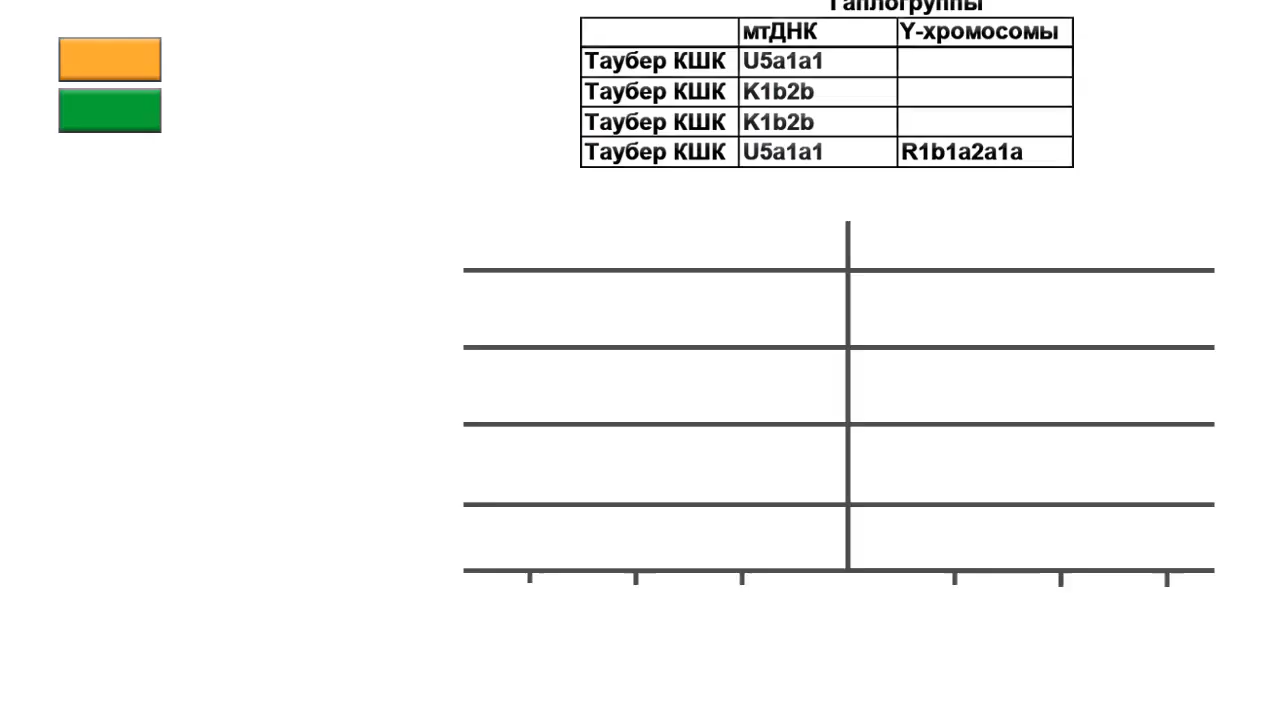 Гаплогруппы
мтДНК Y-хромосомы
Таубер КШК U5a1a1
Таубер КШК K1b2b
Таубер КШК K1b2b
Таубер КШК U5a1a1 R1b1a2a1a